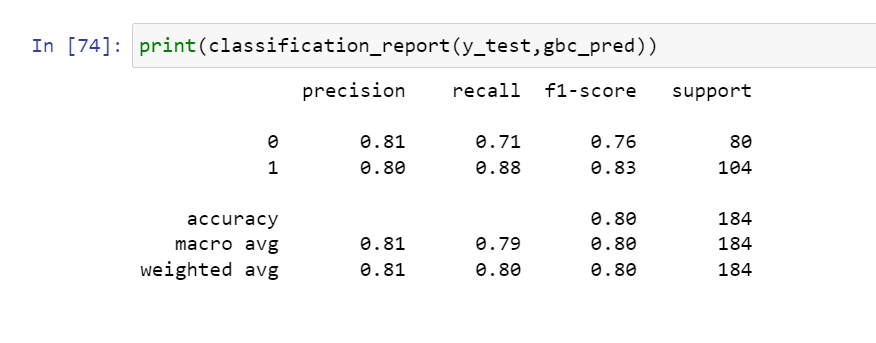 In [74]: print(classification_report(y_test,gbc_pred))
precision recall f1-score support
0 0.81 0.71 0.76 80
1 0.80 0.88 0.83 104
accuracy 0.80 184
macro avg 0.81 0.79 0.80 184
weighted avg 0.81 0.80 0.80 184